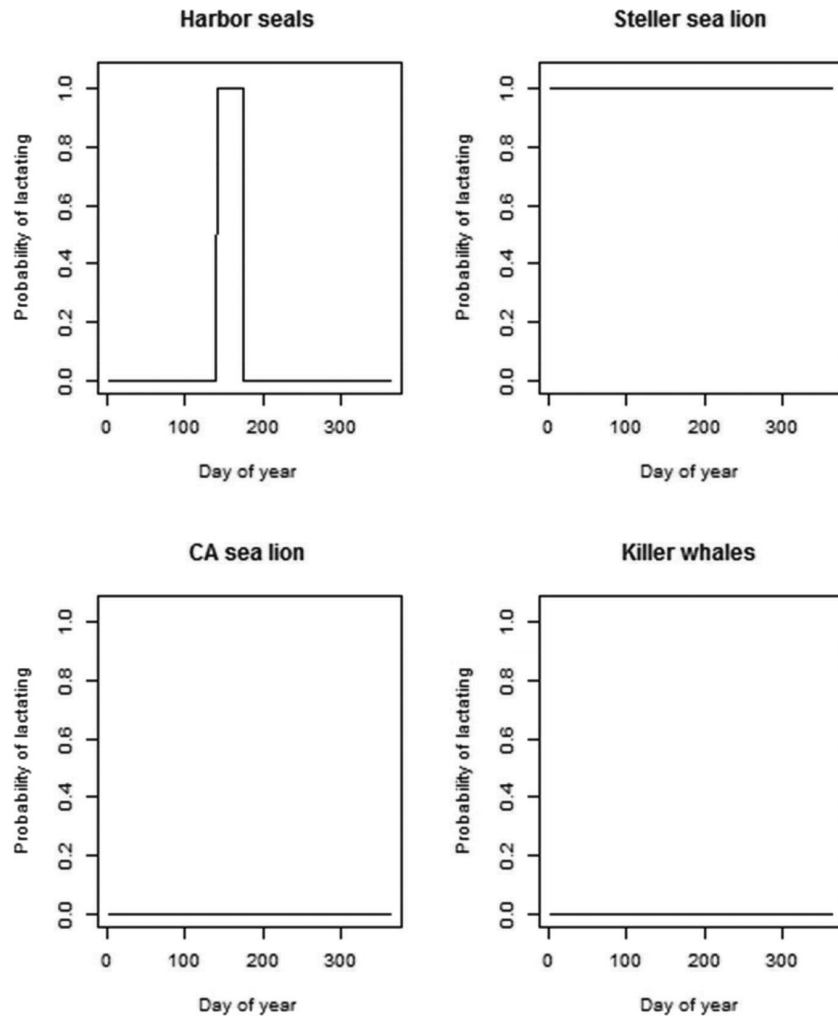 Harbor seals
Probability of lactating
1.0
0.8
0.6
0.4
0.2
0.0
0 100 200 300
Day of year
Steller sea lion
Probability of lactating
1.0
0.8
0.6
0.4
0.2
0.0
0 100 200 300
Day of year
CA sea lion
Probability of lactating
1.0
0.8
0.6
0.4
0.2
0.0
0 100 200 300
Day of year
Killer whales
Probability of lactating
1.0
0.8
0.6
0.4
0.2
0.0
0 100 200 300
Day of year